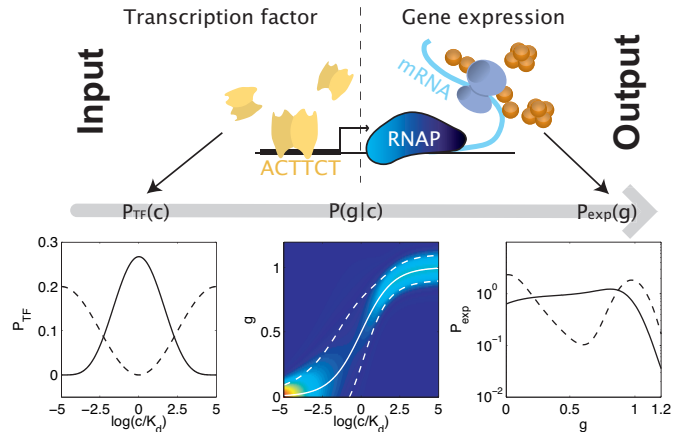 Transcription factor
Gene expression
Input
Output
mRNA
RNAP
ACTTCT
P_TF(c)
P(g|c)
P_exp(g)
0.3
0.2
0.1
0
P_TF
−5
−2.5
0
2.5
5
log(c/K_d)
1
0.5
0
g
−5
−2.5
0
2.5
5
log(c/K_d)
10^0
10^−1
10^−2
P_exp
0
0.5
1
1.2
g